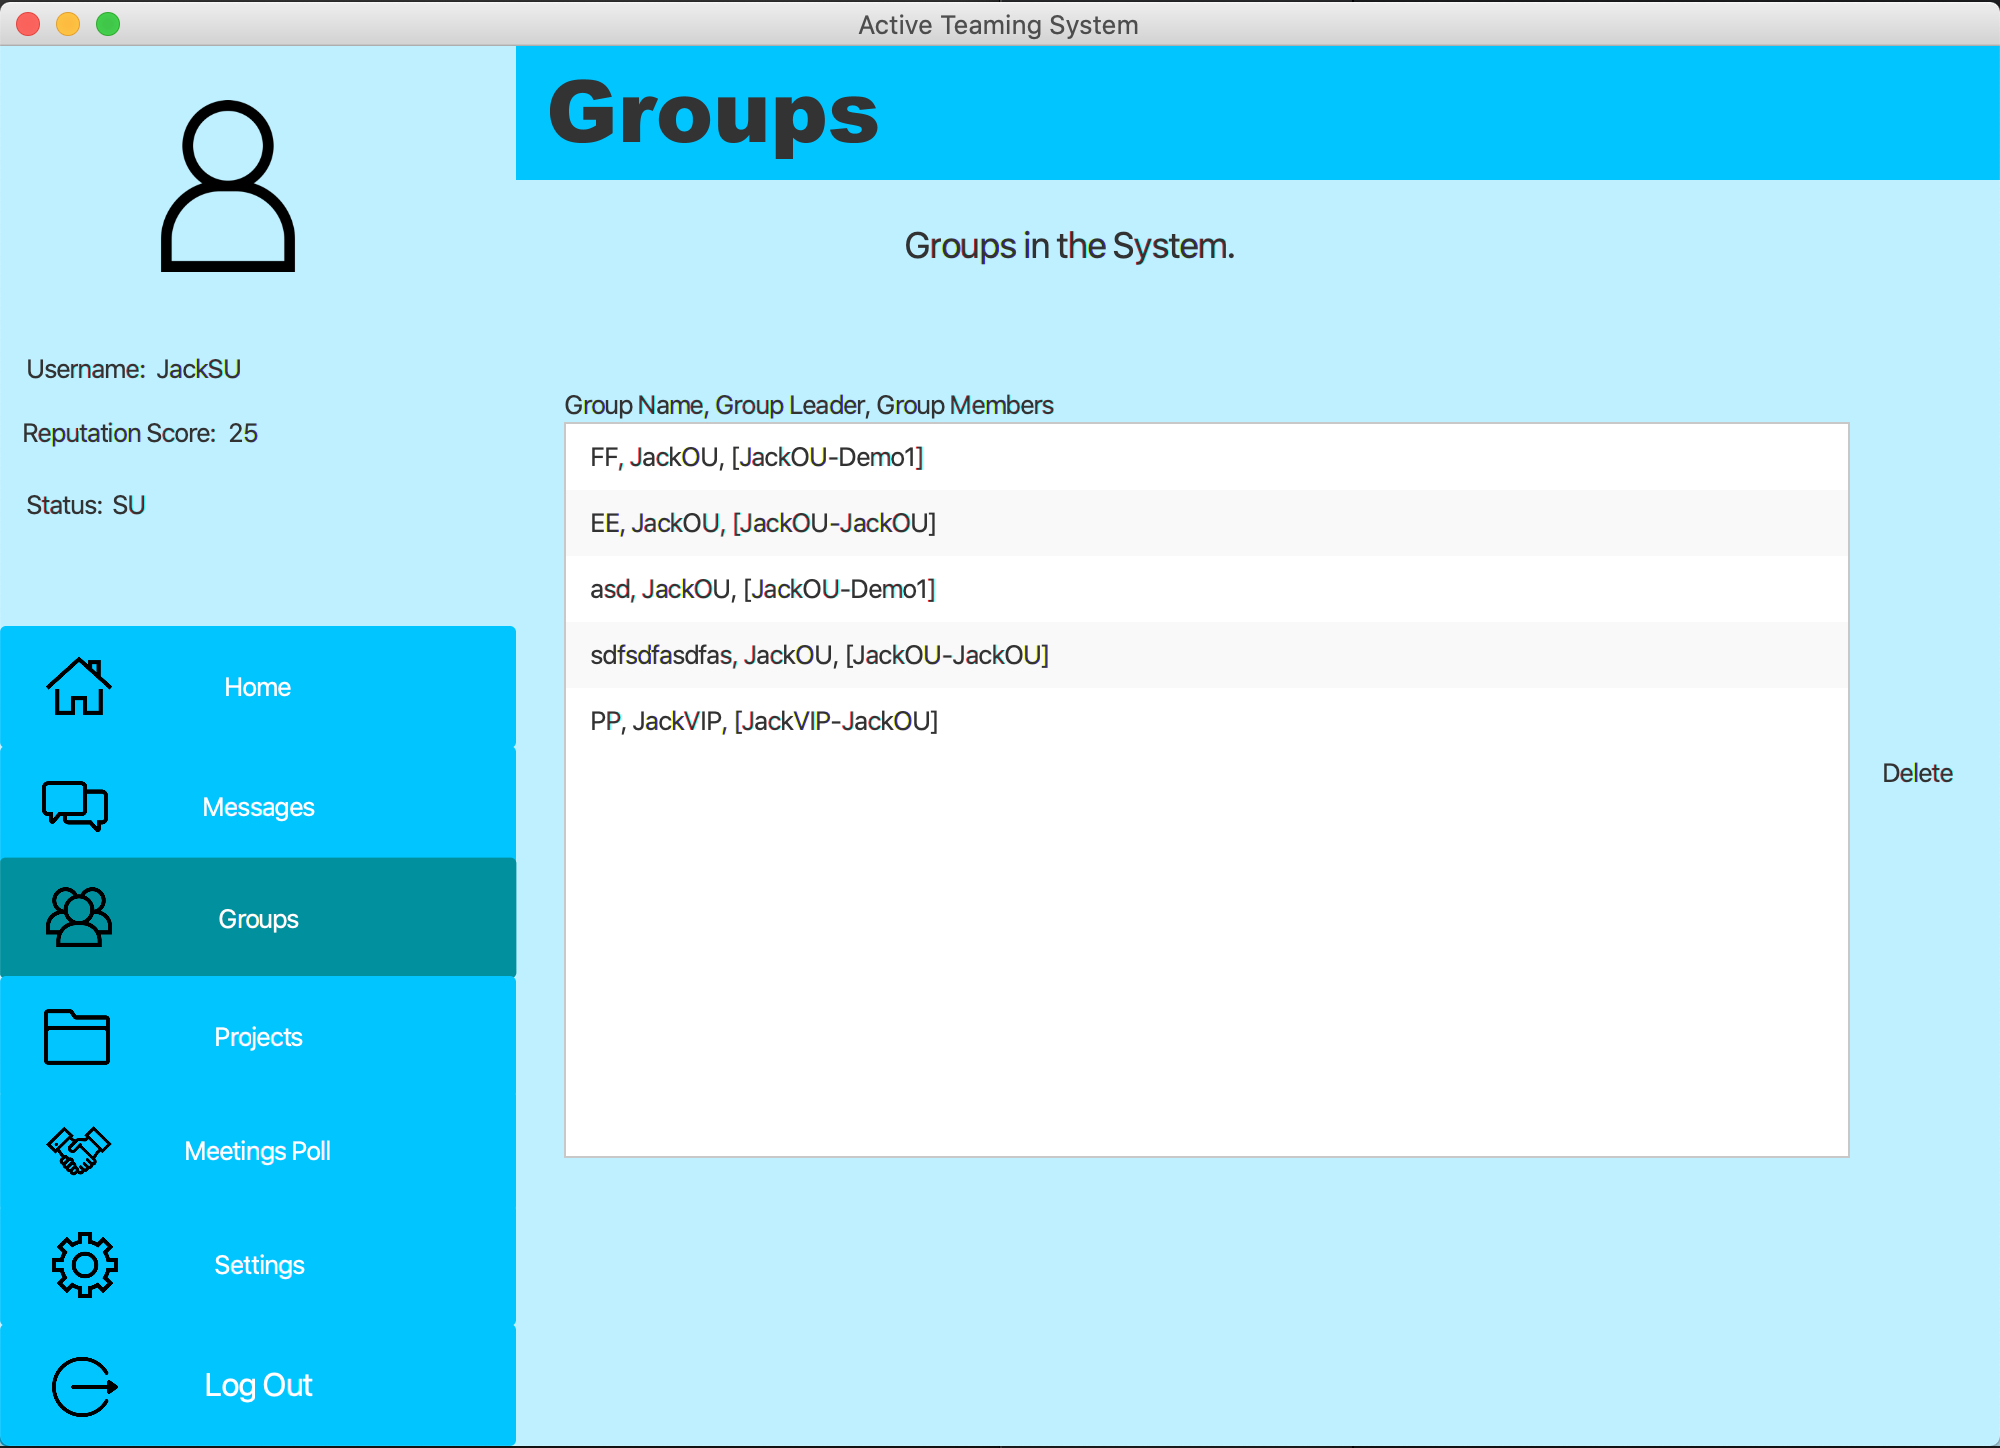 Active Teaming System
Groups
Groups in the System.
Username: JackSU
Reputation Score: 25
Status: SU
Group Name, Group Leader, Group Members
FF, JackOU, [JackOU-Demo1]
EE, JackOU, [JackOU-JackOU]
asd, JackOU, [JackOU-Demo1]
sdfsdfasdfas, JackOU, [JackOU-JackOU]
PP, JackVIP, [JackVIP-JackOU]
Delete
Home
Messages
Groups
Projects
Meetings Poll
Settings
Log Out